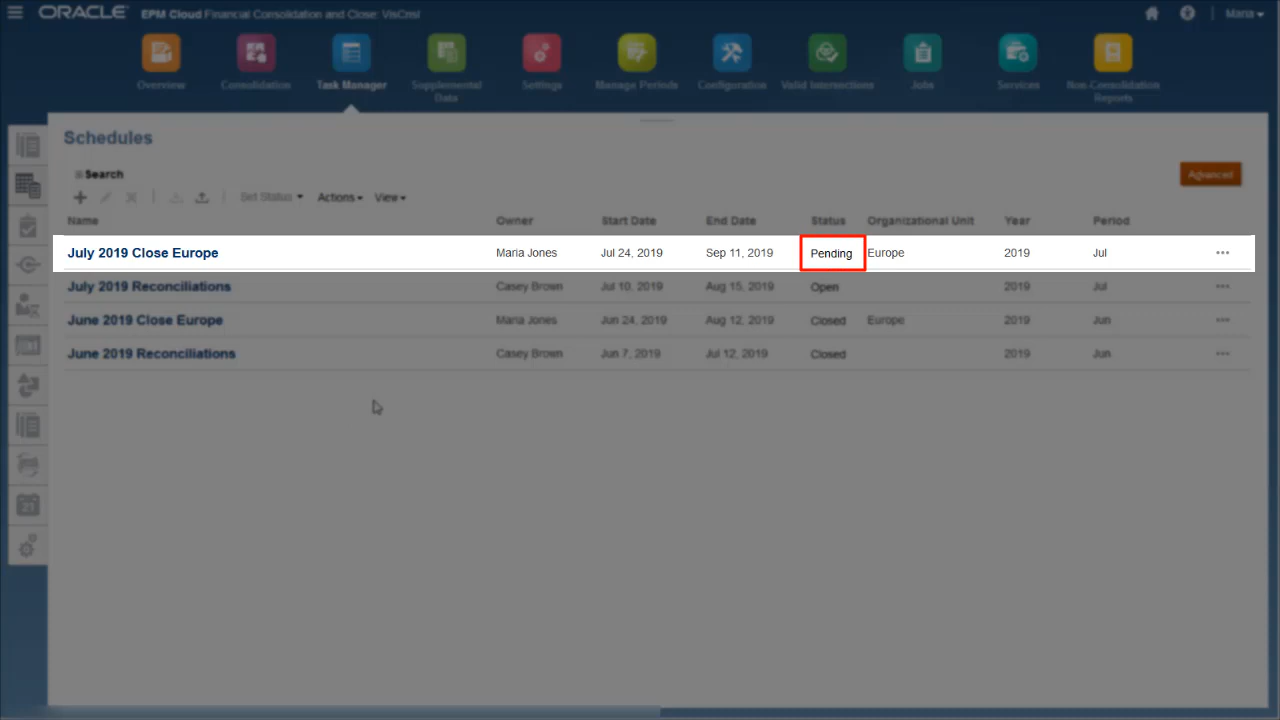 ORACLE® EPM Cloud Financial Consolidation and Close: VisCnsl Maria
Overview Consolidation Task Manager Supplemental Data Settings Manage Periods Configuration Valid Intersections Jobs Services Non-Consolidation Reports
Schedules
Search Advanced
Set Status Actions View
Name Owner Start Date End Date Status Organizational Unit Year Period
July 2019 Close Europe Maria Jones Jul 24, 2019 Sep 11, 2019 Pending Europe 2019 Jul
July 2019 Reconciliations Casey Brown Jul 10, 2019 Aug 15, 2019 Open 2019 Jul
June 2019 Close Europe Maria Jones Jun 24, 2019 Aug 12, 2019 Closed Europe 2019 Jun
June 2019 Reconciliations Casey Brown Jun 7, 2019 Jul 12, 2019 Closed 2019 Jun